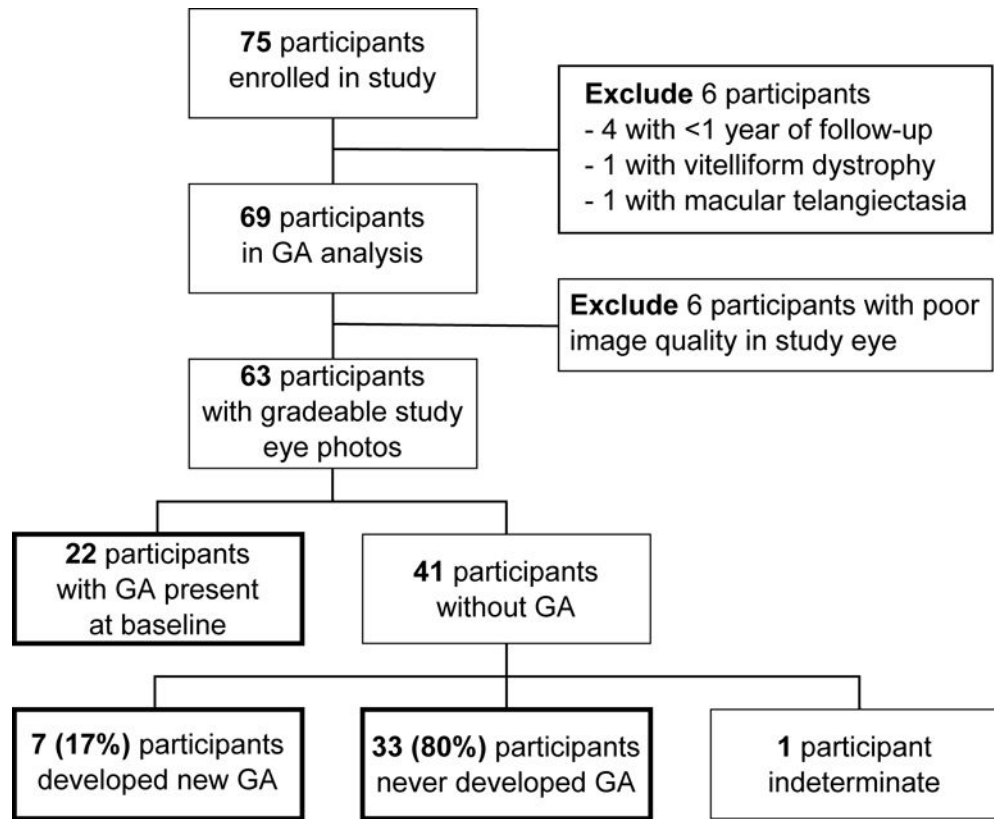 75 participants
enrolled in study
Exclude 6 participants
- 4 with <1 year of follow-up
- 1 with vitelliform dystrophy
- 1 with macular telangiectasia
69 participants
in GA analysis
Exclude 6 participants with poor
image quality in study eye
63 participants
with gradeable study
eye photos
22 participants
with GA present
at baseline
41 participants
without GA
7 (17%) participants
developed new GA
33 (80%) participants
never developed GA
1 participant
indeterminate